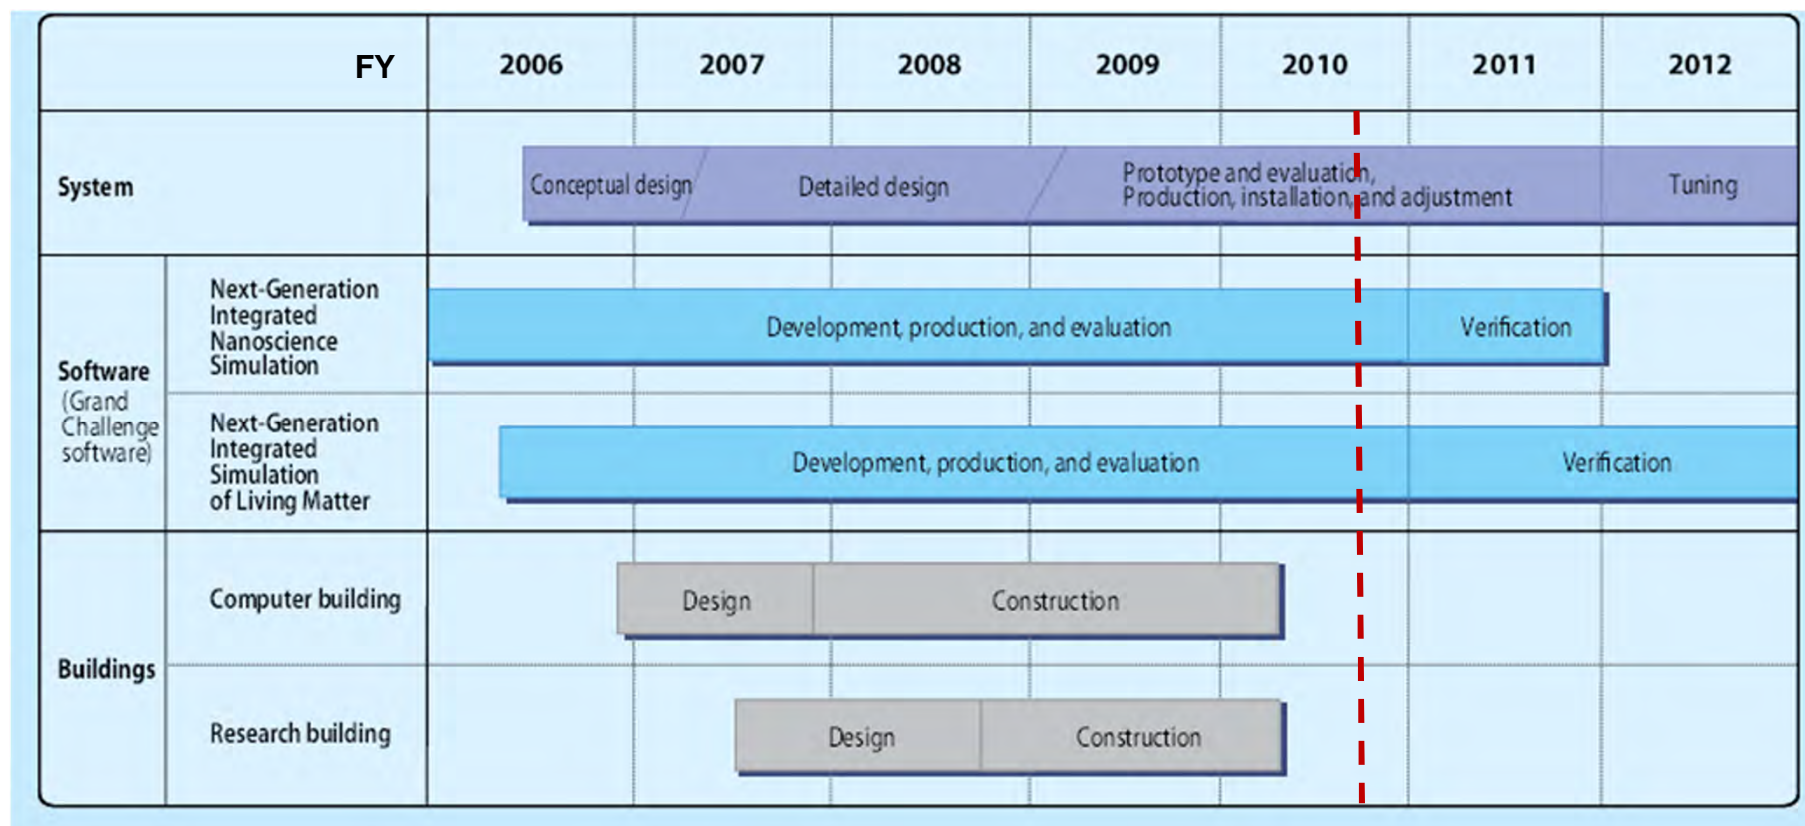 FY 2006 2007 2008 2009 2010 2011 2012
System
Conceptual design
Detailed design
Prototype and evaluation,
Production, installation, and adjustment
Tuning
Software
(Grand
Challenge
software)
Next-Generation
Integrated
Nanoscience
Simulation
Development, production, and evaluation
Verification
Next-Generation
Integrated
Simulation
of Living Matter
Development, production, and evaluation
Verification
Buildings
Computer building
Design
Construction
Research building
Design
Construction